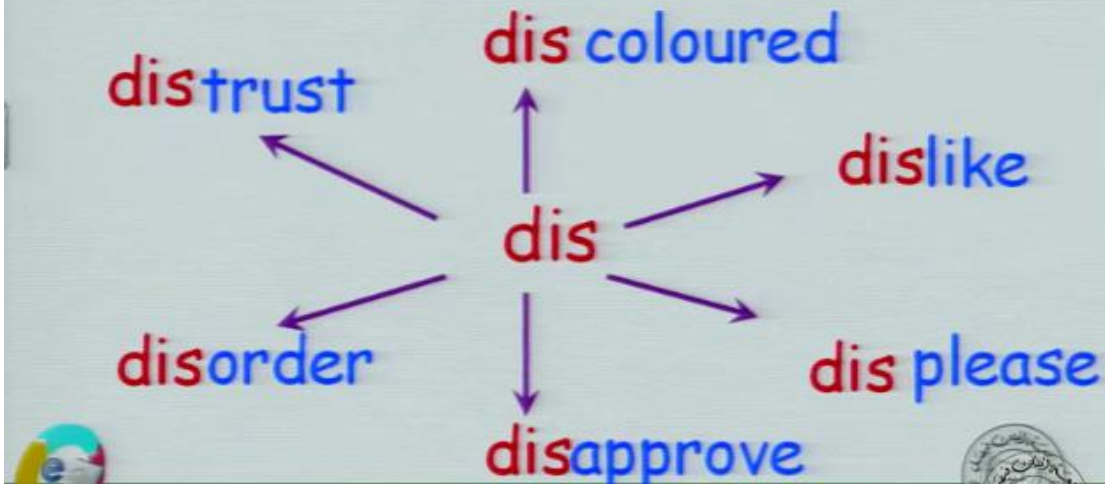 dis coloured
distrust
dislike
dis
disorder
dis please
disapprove